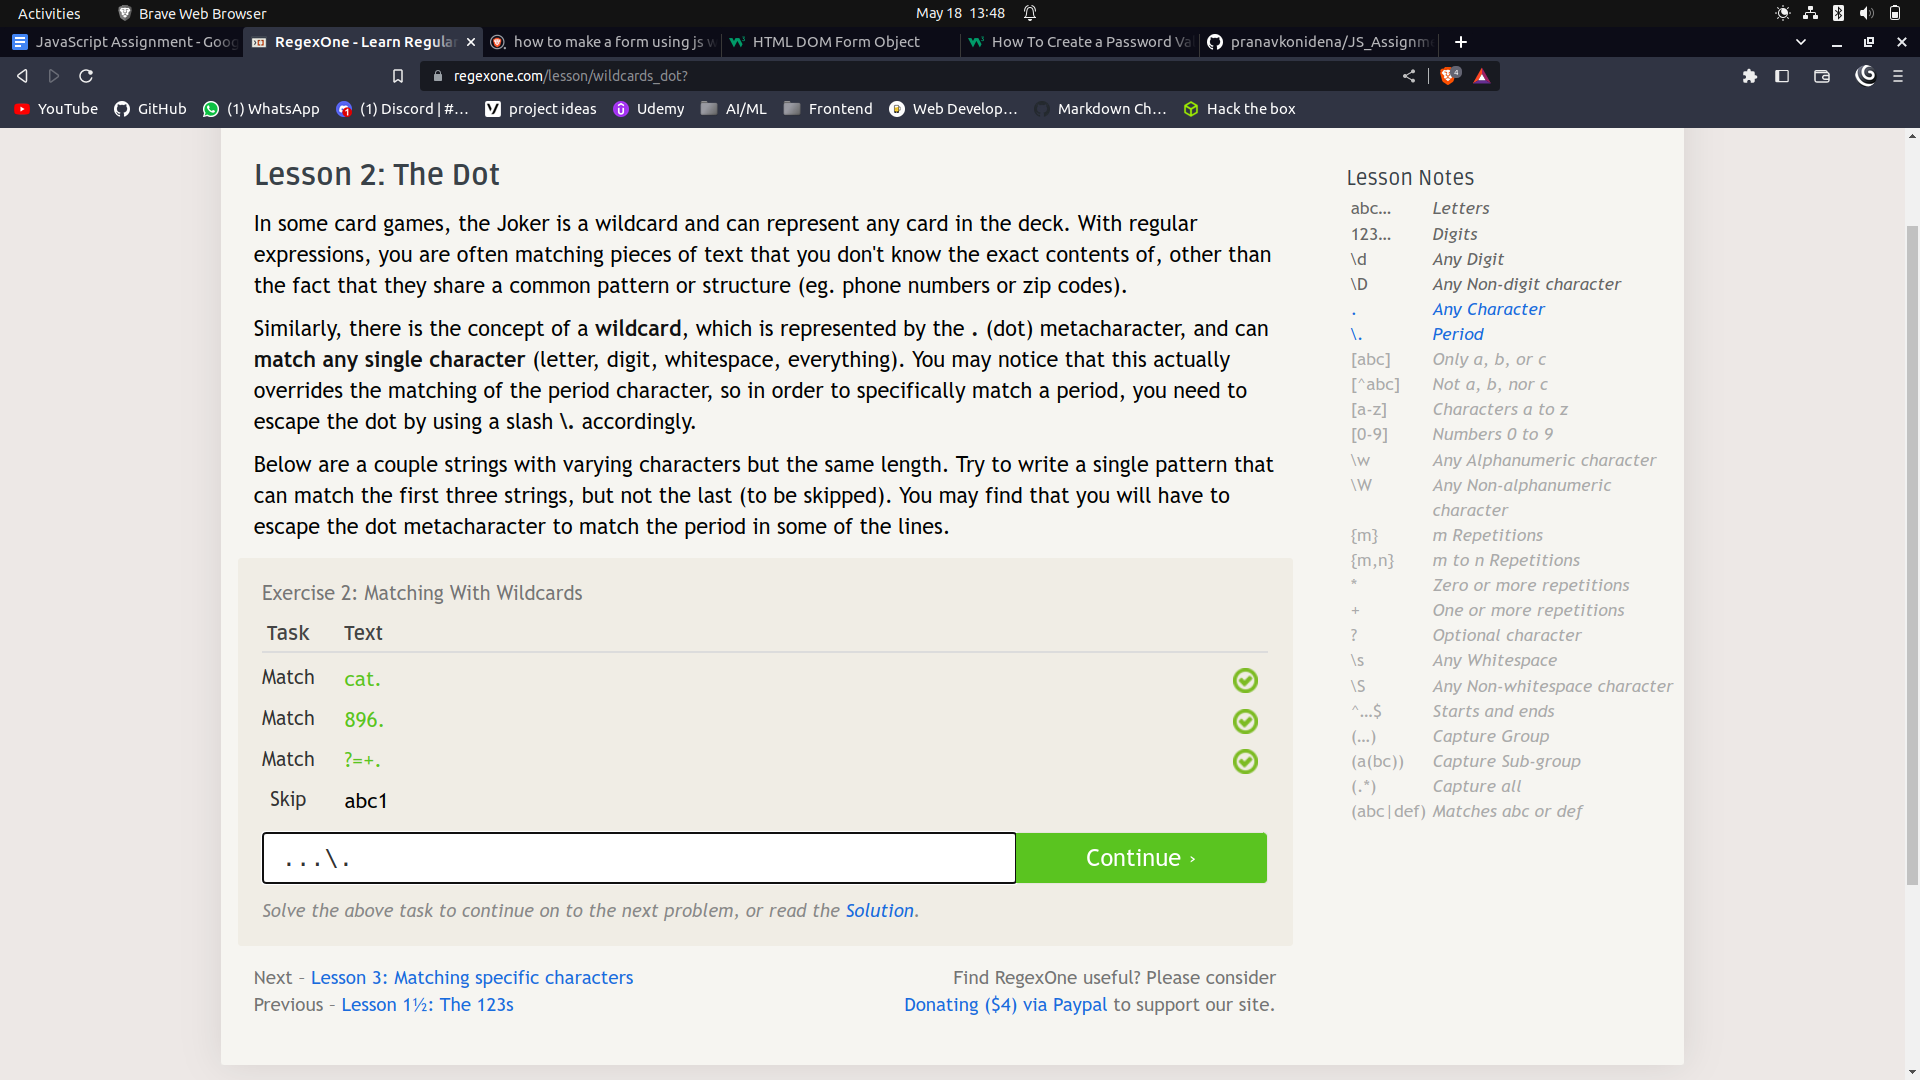 Activities
Brave Web Browser
May 18 13:48
JavaScript Assignment - Goog
RegexOne - Learn Regula
how to make a form using js w
HTML DOM Form Object
How To Create a Password Va
pranavkonidena/JS_Assignm
regexone.com/lesson/wildcards_dot?
4
YouTube
GitHub
(1) WhatsApp
(1) Discord | #...
project ideas
Udemy
AI/ML
Frontend
Web Develop...
Markdown Ch...
Hack the box
Lesson 2: The Dot
In some card games, the Joker is a wildcard and can represent any card in the deck. With regular
expressions, you are often matching pieces of text that you don't know the exact contents of, other than
the fact that they share a common pattern or structure (eg. phone numbers or zip codes).
Similarly, there is the concept of a wildcard, which is represented by the . (dot) metacharacter, and can
match any single character (letter, digit, whitespace, everything). You may notice that this actually
overrides the matching of the period character, so in order to specifically match a period, you need to
escape the dot by using a slash \. accordingly.
Below are a couple strings with varying characters but the same length. Try to write a single pattern that
can match the first three strings, but not the last (to be skipped). You may find that you will have to
escape the dot metacharacter to match the period in some of the lines.
Exercise 2: Matching With Wildcards
Task Text
Match cat.
Match 896.
Match ?=+.
Skip abc1
...\.
Continue ›
Solve the above task to continue on to the next problem, or read the Solution.
Next – Lesson 3: Matching specific characters
Previous – Lesson 1½: The 123s
Find RegexOne useful? Please consider
Donating ($4) via Paypal to support our site.
Lesson Notes
abc... Letters
123... Digits
\d Any Digit
\D Any Non-digit character
. Any Character
\. Period
[abc] Only a, b, or c
[^abc] Not a, b, nor c
[a-z] Characters a to z
[0-9] Numbers 0 to 9
\w Any Alphanumeric character
\W Any Non-alphanumeric
character
{m} m Repetitions
{m,n} m to n Repetitions
* Zero or more repetitions
+ One or more repetitions
? Optional character
\s Any Whitespace
\S Any Non-whitespace character
^...$ Starts and ends
(...) Capture Group
(a(bc)) Capture Sub-group
(.*) Capture all
(abc|def) Matches abc or def